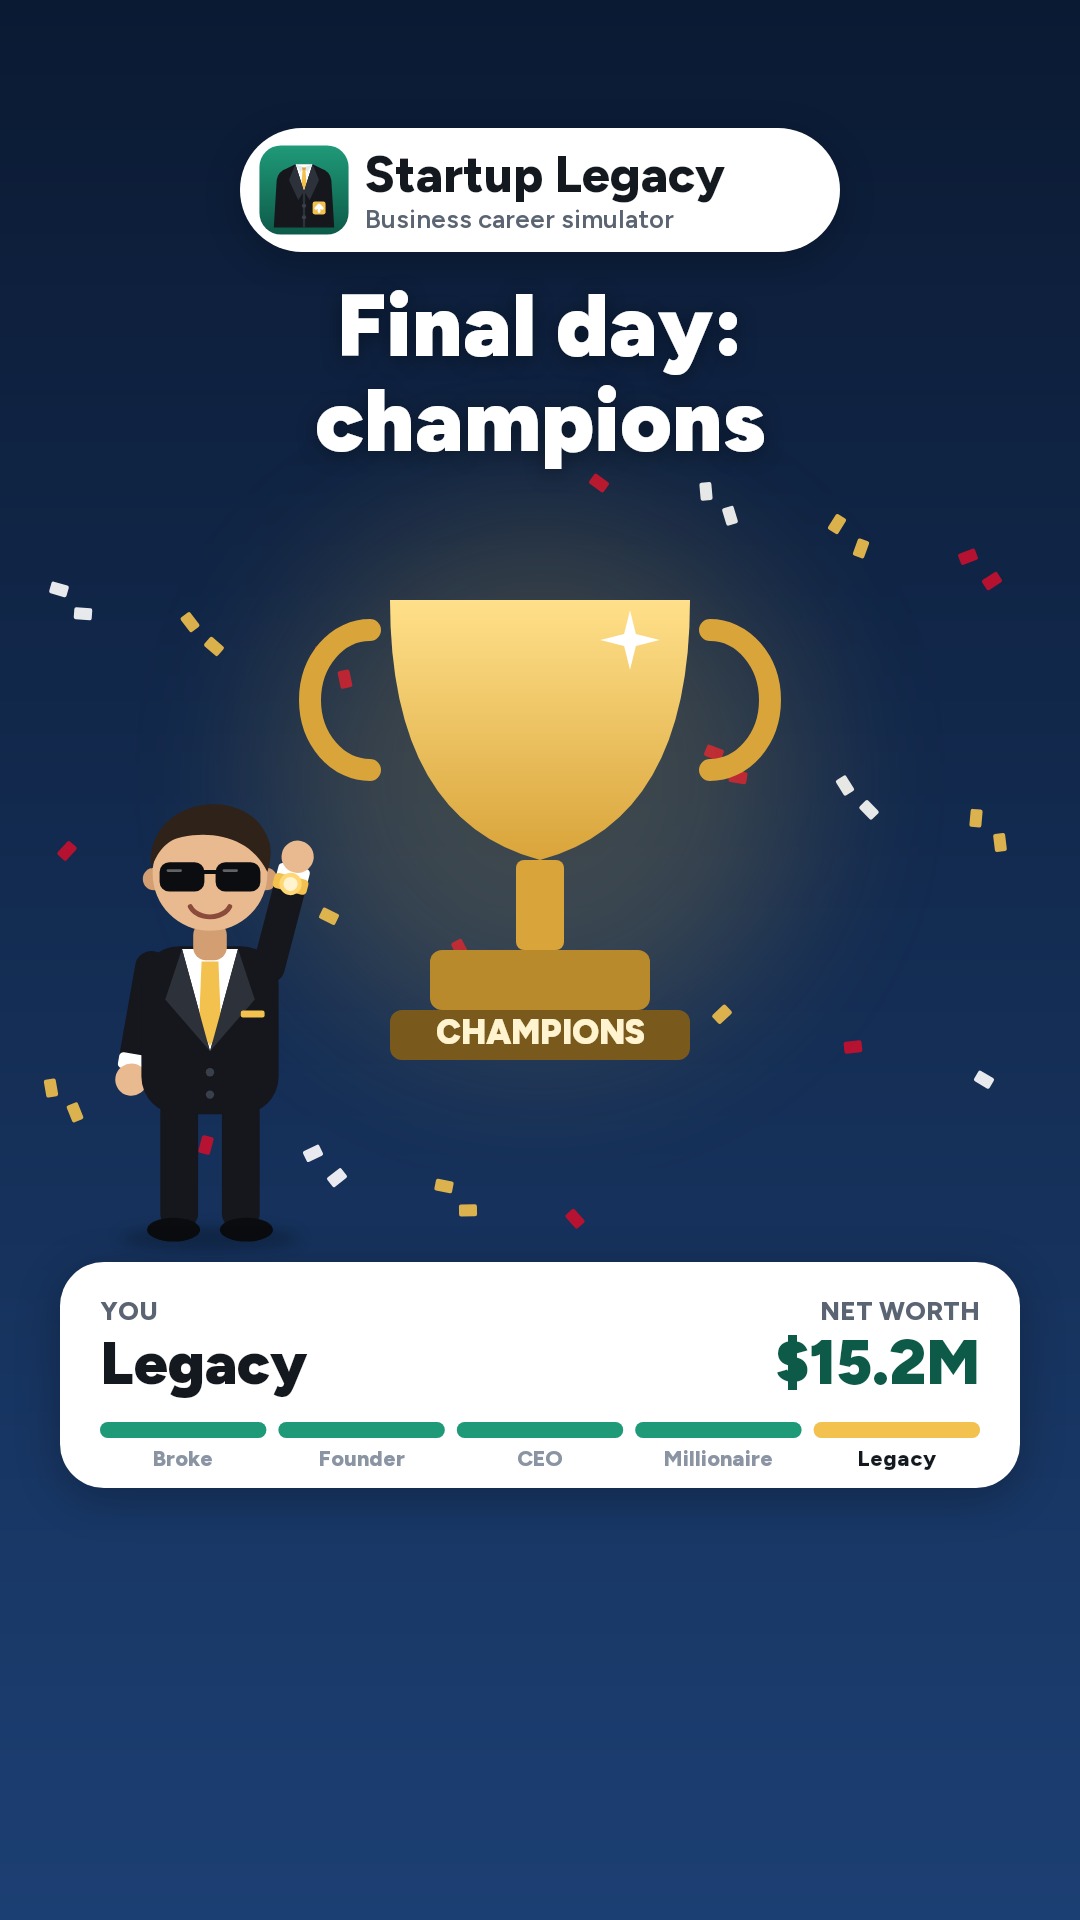 Startup Legacy
Business career simulator
Final day:
champions
CHAMPIONS
YOU
NET WORTH
Legacy
$15.2M
Broke
Founder
CEO
Millionaire
Legacy